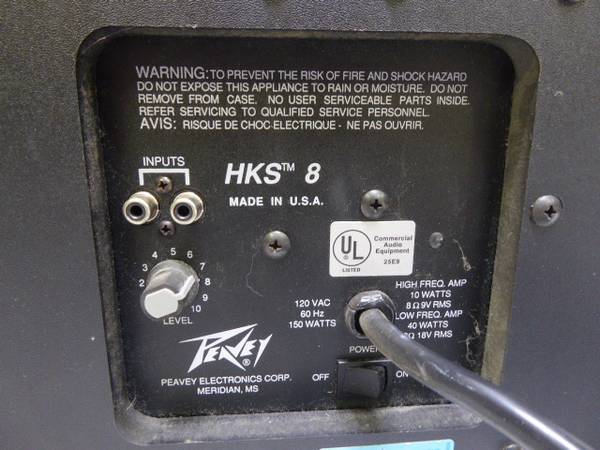 WARNING: TO PREVENT THE RISK OF FIRE AND SHOCK HAZARD
DO NOT EXPOSE THIS APPLIANCE TO RAIN OR MOISTURE. DO NOT
REMOVE FROM CASE. NO USER SERVICEABLE PARTS INSIDE.
REFER SERVICING TO QUALIFIED SERVICE PERSONNEL.
AVIS: RISQUE DE CHOC-ELECTRIQUE - NE PAS OUVRIR.
INPUTS
HKS™ 8
MADE IN U.S.A.
UL
LISTED
Commercial
Audio
Equipment
25E9
2 3 4 5 6 7 8 9 10
LEVEL
120 VAC
60 Hz
150 WATTS
HIGH FREQ. AMP
10 WATTS
8 Ω 9V RMS
LOW FREQ. AMP
40 WATTS
Ω 18V RMS
PEAVEY®
PEAVEY ELECTRONICS CORP.
MERIDIAN, MS
POWER
OFF
ON